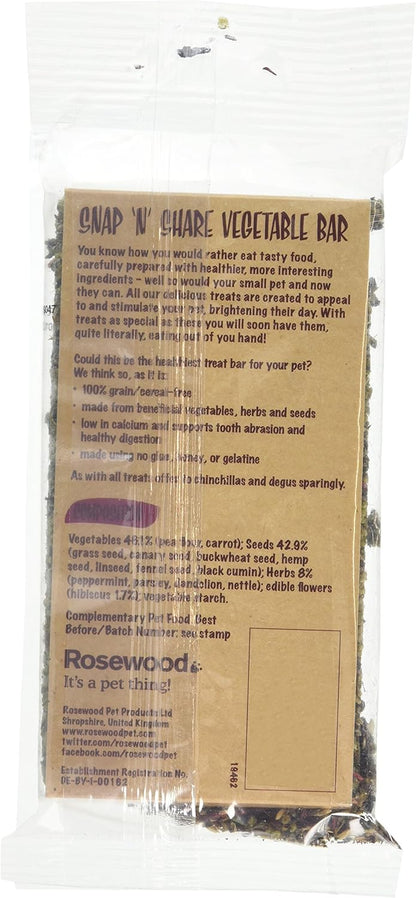 SNAP 'N' SHARE VEGETABLE BAR
You know how you would rather eat tasty food,
carefully prepared with healthier, more interesting
ingredients – well so would your small pet and now
they can. All our delicious treats are created to appeal
to and stimulate your pet, brightening their day. With
treats as special as these you will soon have them,
quite literally, eating out of you hand!
Could this be the healthiest treat bar for your pet?
We think so, as it is:
• 100% grain/cereal-free
• made from beneficial vegetables, herbs and seeds
• low in calcium and supports tooth abrasion and
healthy digestion
• made using no glue, honey, or gelatine
As with all treats offer to chinchillas and degus sparingly.
COMPOSITION
Vegetables 48.1% (pea flour, carrot); Seeds 42.9%
(grass seed, canary seed, buckwheat seed, hemp
seed, linseed, fennel seed, black cumin); Herbs 8%
(peppermint, parsley, dandelion, nettle); edible flowers
(hibiscus 1.7%); vegetable starch.
Complementary Pet Food. Best
Before/Batch Number: see stamp
Rosewood
It's a pet thing!
Rosewood Pet Products Ltd
Shropshire, United Kingdom
www.rosewoodpet.com
twitter.com/rosewoodpet
facebook.com/rosewoodpet
Establishment Registration No.
DE-BY-1-00182
19462